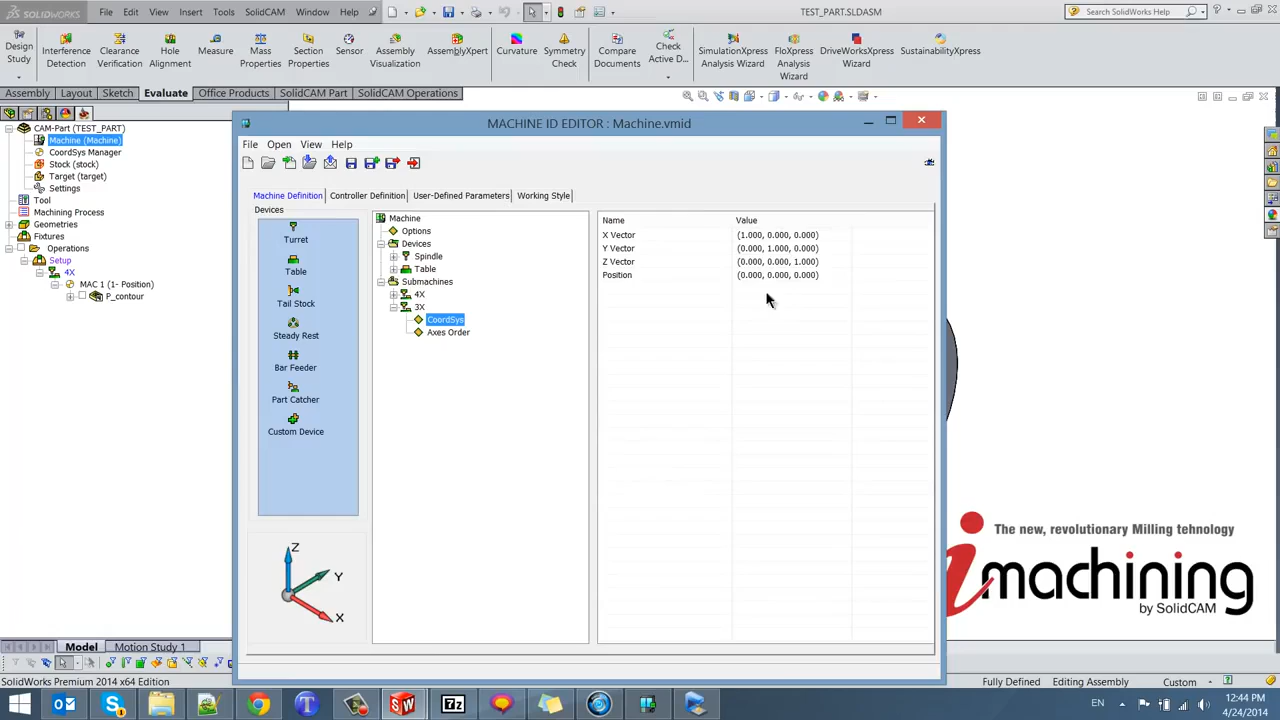 SOLIDWORKS File Edit View Insert Tools SolidCAM Window Help TEST_PART.SLDASM Search SolidWorks Help
Design Study
Interference Detection
Clearance Verification
Hole Alignment
Measure
Mass Properties
Section Properties
Sensor
Assembly Visualization
AssemblyXpert
Curvature
Symmetry Check
Compare Documents
Check Active D...
SimulationXpress Analysis Wizard
FloXpress Analysis Wizard
DriveWorksXpress Wizard
SustainabilityXpress
Assembly Layout Sketch Evaluate Office Products SolidCAM Part SolidCAM Operations
CAM-Part (TEST_PART)
Machine (Machine)
CoordSys Manager
Stock (stock)
Target (target)
Settings
Tool
Machining Process
Geometries
Fixtures
Operations
Setup
4X
MAC 1 (1- Position)
P_contour
MACHINE ID EDITOR : Machine.vmid
File Open View Help
Machine Definition Controller Definition User-Defined Parameters Working Style
Devices
Turret
Table
Tail Stock
Steady Rest
Bar Feeder
Part Catcher
Custom Device
Z
Y
X
Machine
Options
Devices
Spindle
Table
Submachines
4X
3X
CoordSys
Axes Order
Name Value
X Vector (1.000, 0.000, 0.000)
Y Vector (0.000, 1.000, 0.000)
Z Vector (0.000, 0.000, 1.000)
Position (0.000, 0.000, 0.000)
The new, revolutionary Milling tehnology
imachining
by SolidCAM
Model Motion Study 1
SolidWorks Premium 2014 x64 Edition Fully Defined Editing Assembly Custom
EN 12:44 PM
4/24/2014